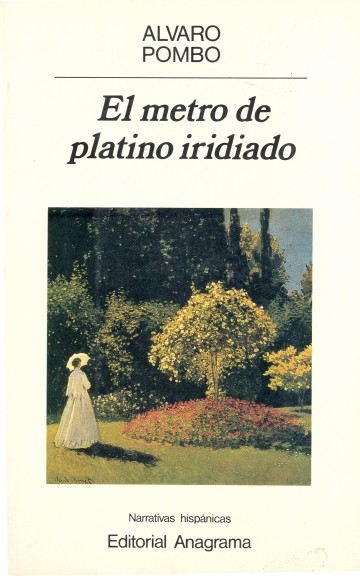 ALVARO
POMBO
El metro de
platino iridiado
Narrativas hispánicas
Editorial Anagrama